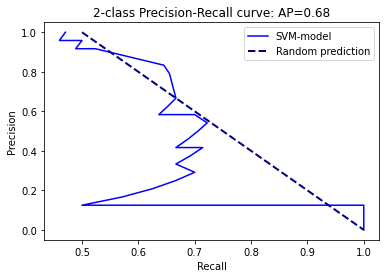 2-class Precision-Recall curve: AP=0.68
SVM-model
Random prediction
1.0
0.8
0.6
0.4
0.2
0.0
Precision
0.5 0.6 0.7 0.8 0.9 1.0
Recall